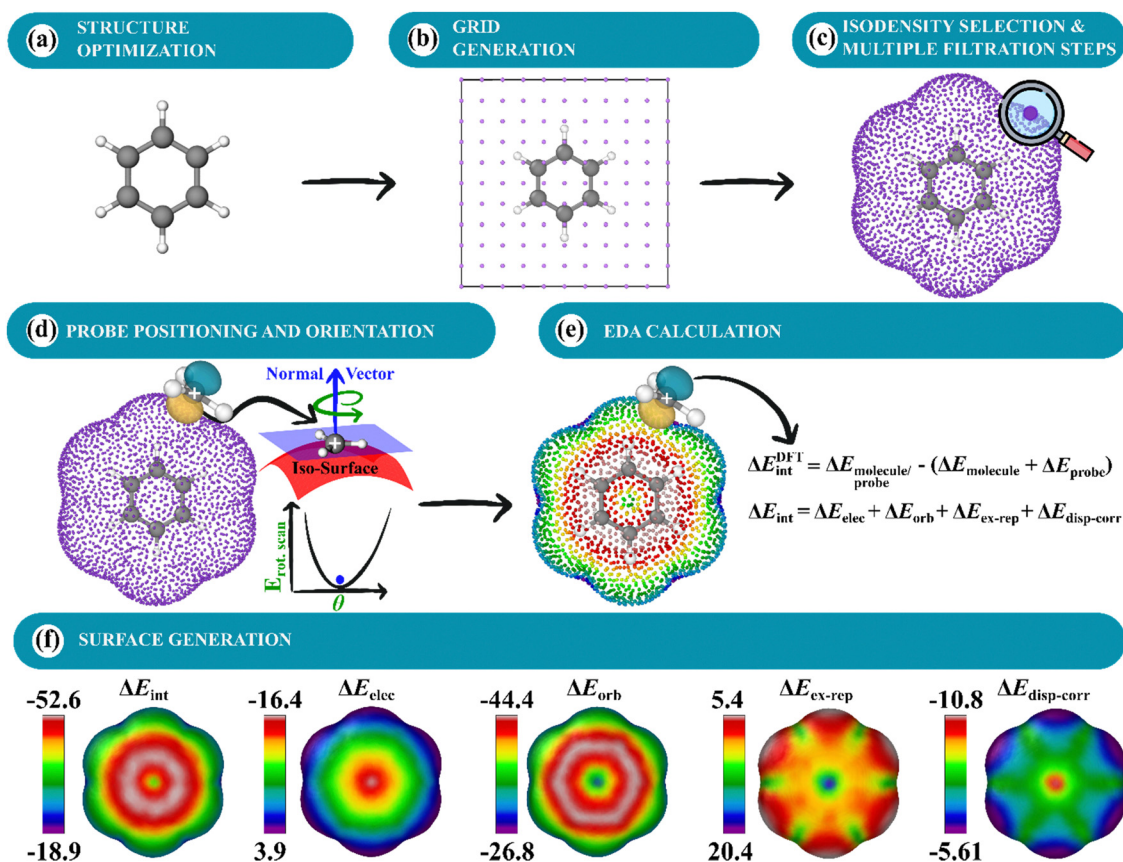 (a) STRUCTURE
OPTIMIZATION
(b) GRID
GENERATION
(c) ISODENSITY SELECTION &
MULTIPLE FILTRATION STEPS
(d) PROBE POSITIONING AND ORIENTATION
Normal Vector
+
+
Iso-Surface
E rot. scan
θ
(e) EDA CALCULATION
+
ΔE_int^DFT = ΔE_molecule/probe - (ΔE_molecule + ΔE_probe)
ΔE_int = ΔE_elec + ΔE_orb + ΔE_ex-rep + ΔE_disp-corr
(f) SURFACE GENERATION
-52.6 ΔE_int
-18.9
-16.4 ΔE_elec
3.9
-44.4 ΔE_orb
-26.8
5.4 ΔE_ex-rep
20.4
-10.8 ΔE_disp-corr
-5.61